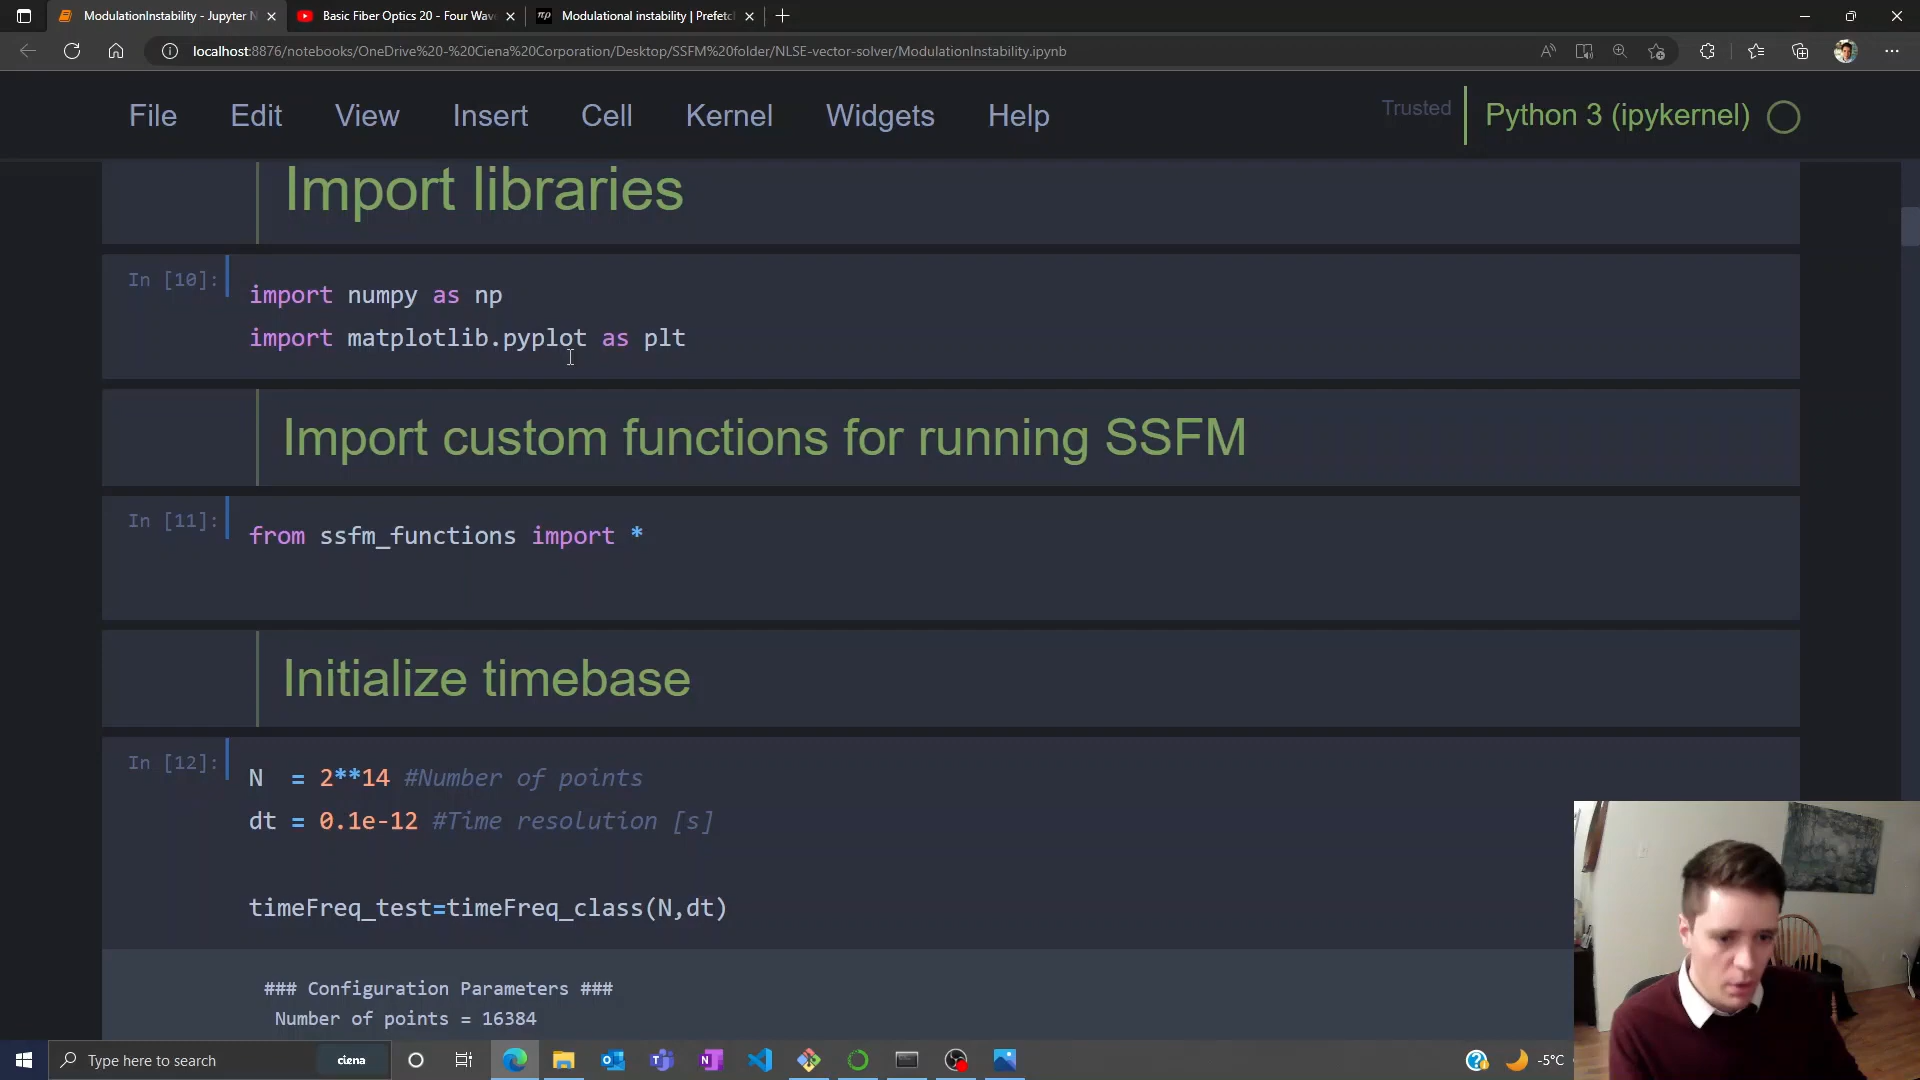 ModulationInstability - Jupyter N
Basic Fiber Optics 20 - Four Wav
Modulational instability | Prefetch
localhost:8876/notebooks/OneDrive%20-%20Ciena%20Corporation/Desktop/SSFM%20folder/NLSE-vector-solver/ModulationInstability.ipynb
File Edit View Insert Cell Kernel Widgets Help Trusted Python 3 (ipykernel)
Import libraries
In [10]:
import numpy as np
import matplotlib.pyplot as plt
Import custom functions for running SSFM
In [11]:
from ssfm_functions import *
Initialize timebase
In [12]:
N = 2**14 #Number of points
dt = 0.1e-12 #Time resolution [s]
timeFreq_test=timeFreq_class(N,dt)
### Configuration Parameters ###
Number of points = 16384
Type here to search ciena -5°C